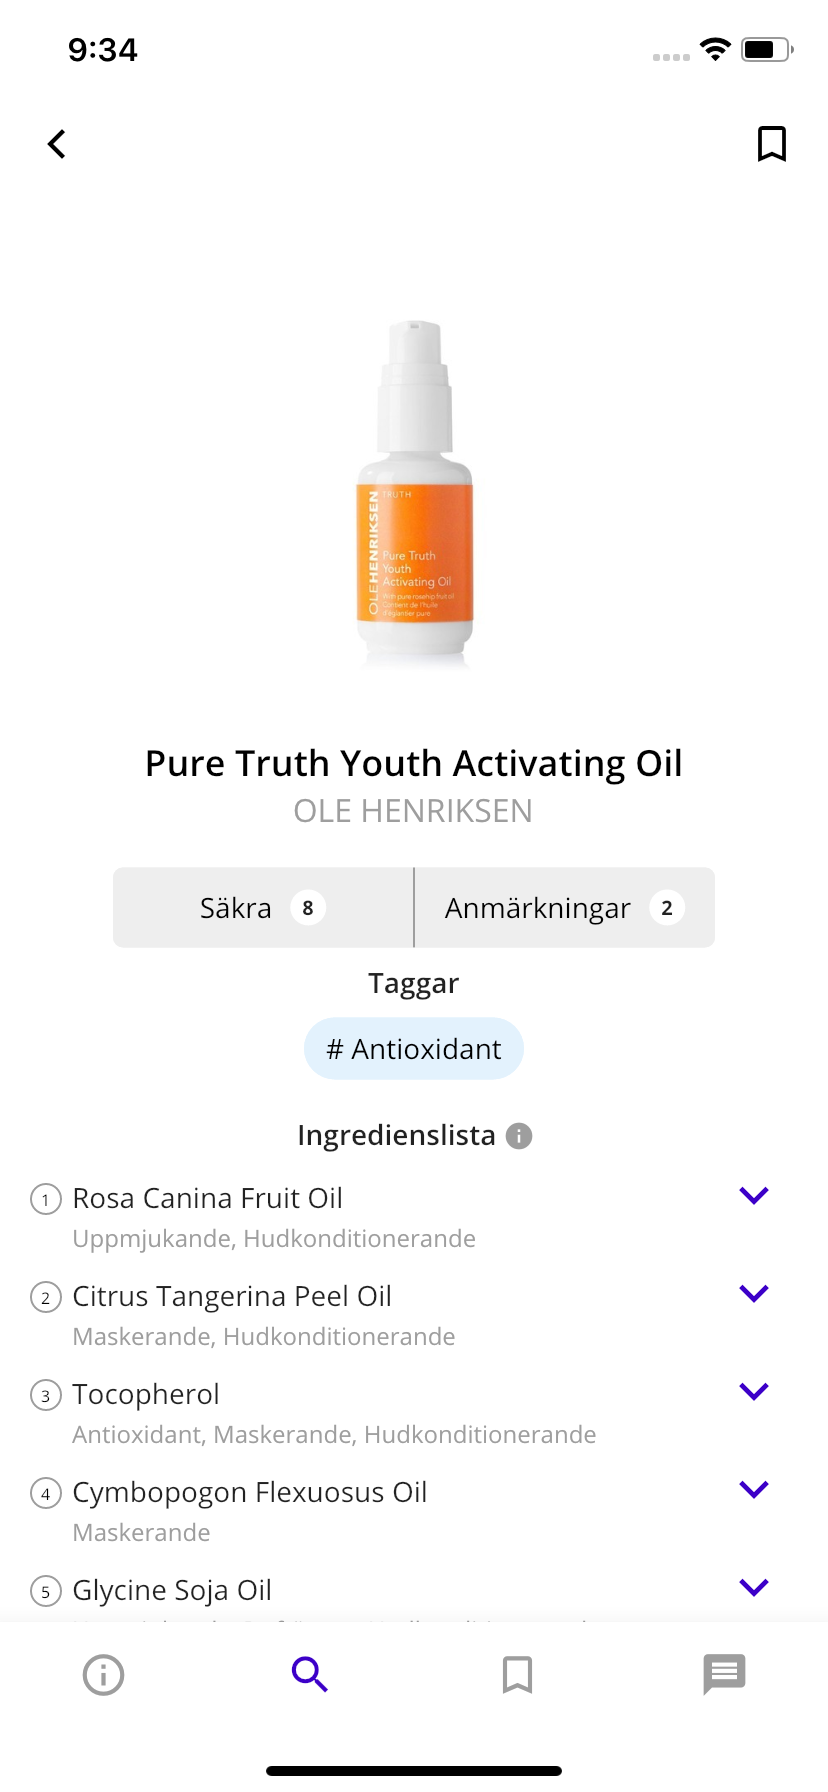 9:34
TRUTH
OLEHENRIKSEN
Pure Truth
Youth
Activating Oil
With pure rosehip fruit oil
Contient de l'huile
d'églantier pure
Pure Truth Youth Activating Oil
OLE HENRIKSEN
Säkra 8
Anmärkningar 2
Taggar
# Antioxidant
Ingredienslista
1 Rosa Canina Fruit Oil
Uppmjukande, Hudkonditionerande
2 Citrus Tangerina Peel Oil
Maskerande, Hudkonditionerande
3 Tocopherol
Antioxidant, Maskerande, Hudkonditionerande
4 Cymbopogon Flexuosus Oil
Maskerande
5 Glycine Soja Oil